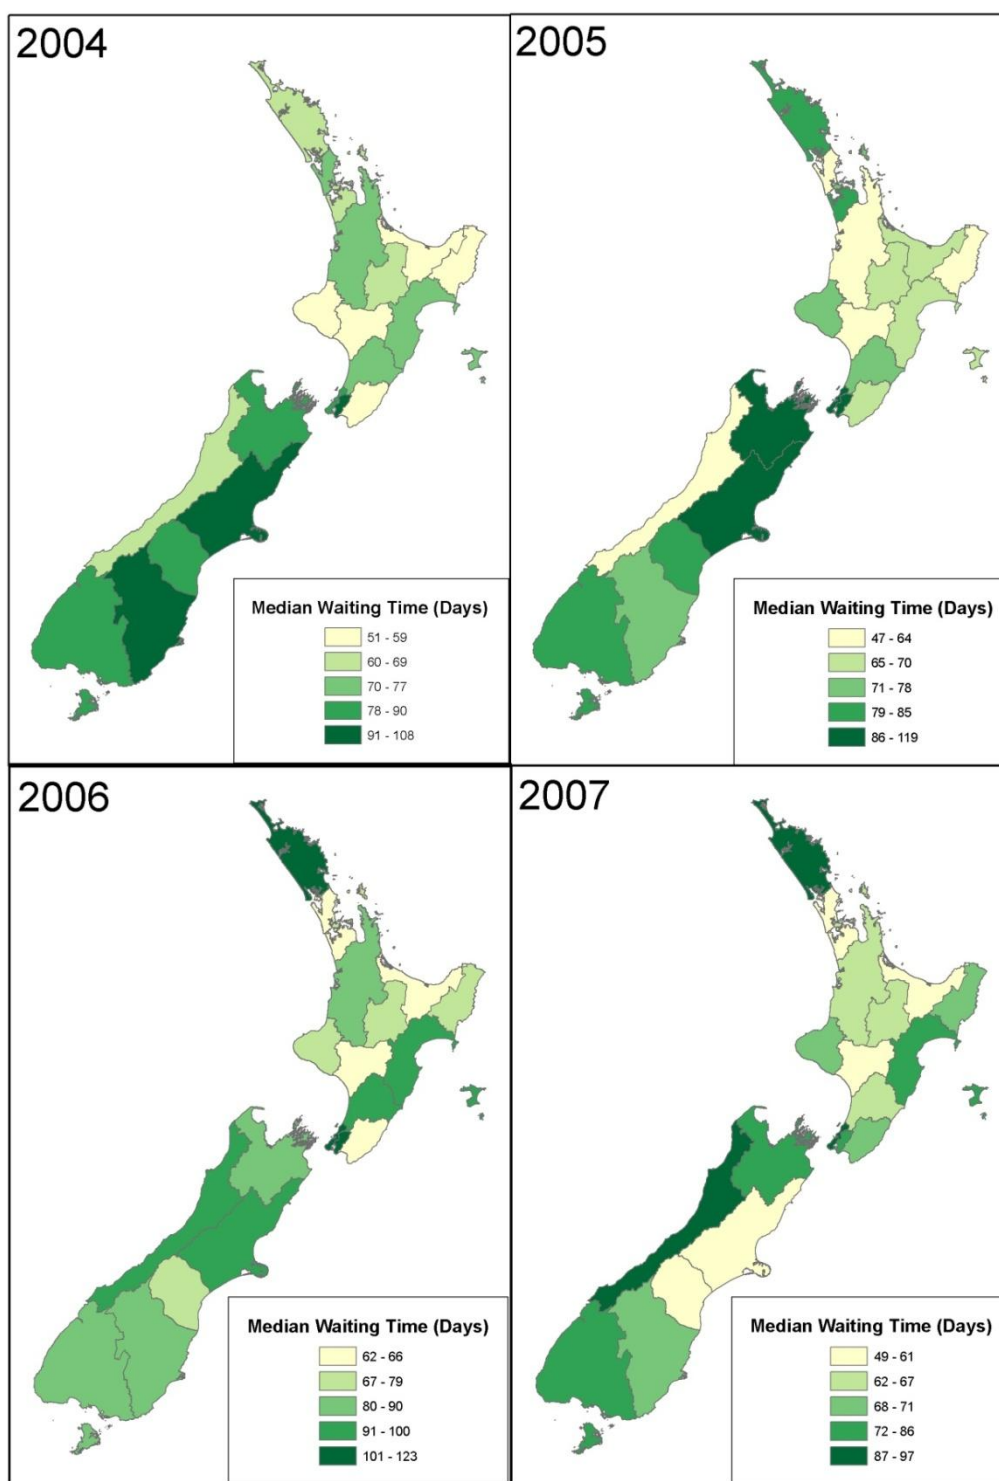 2004
Median Waiting Time (Days)
51 - 59
60 - 69
70 - 77
78 - 90
91 - 108
2005
Median Waiting Time (Days)
47 - 64
65 - 70
71 - 78
79 - 85
86 - 119
2006
Median Waiting Time (Days)
62 - 66
67 - 79
80 - 90
91 - 100
101 - 123
2007
Median Waiting Time (Days)
49 - 61
62 - 67
68 - 71
72 - 86
87 - 97